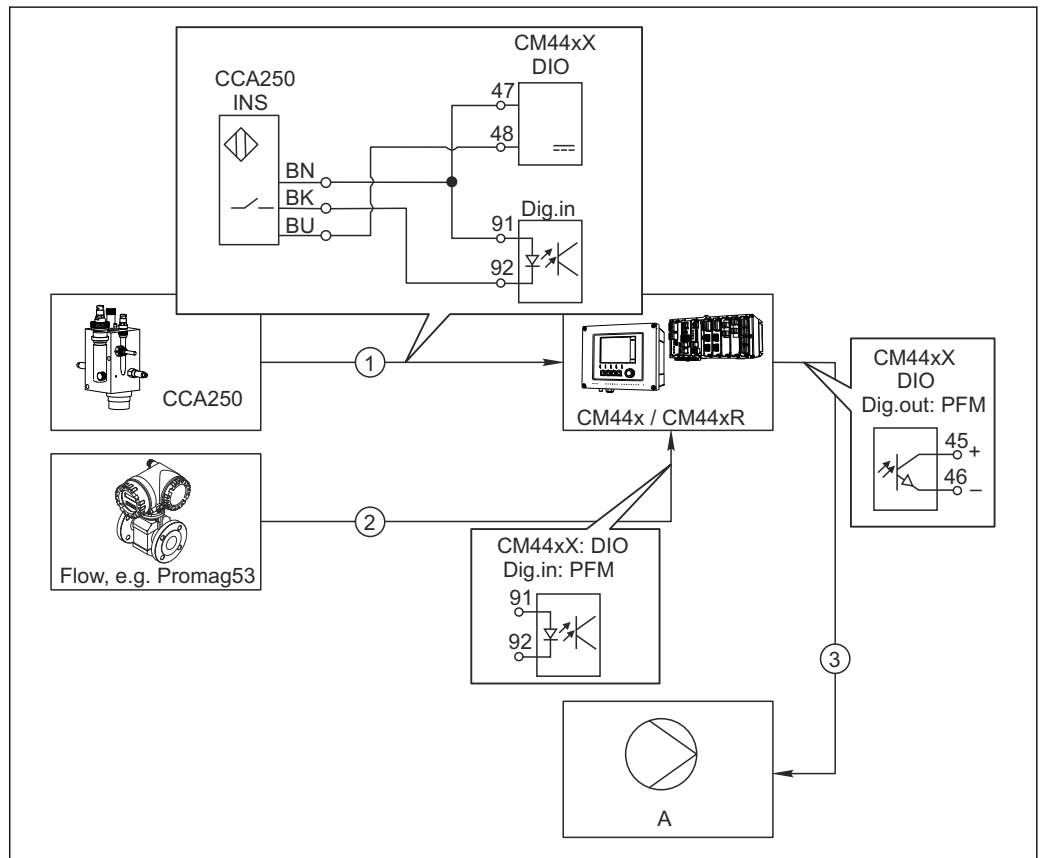 CM44xX
DIO
CCA250
INS
47
48
BN
BK
BU
Dig.in
91
92
1
CCA250
CM44x / CM44xR
CM44xX
DIO
Dig.out: PFM
45
+
46
–
2
Flow, e.g. Promag53
CM44xX: DIO
Dig.in: PFM
91
92
3
A